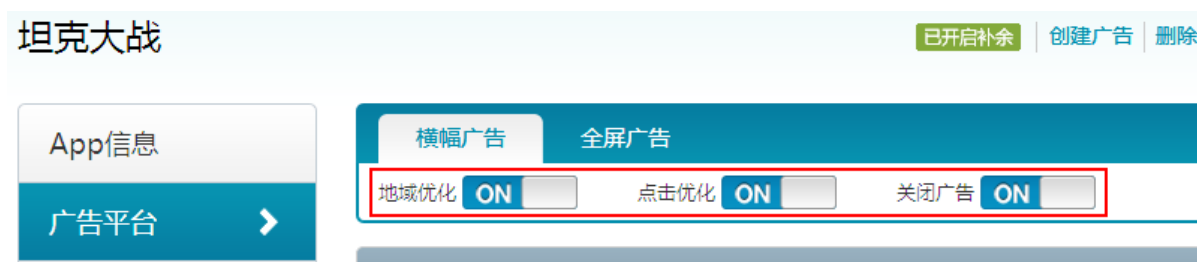 坦克大战
已开启补余 创建广告 删除
App信息
横幅广告 全屏广告
地域优化 ON 点击优化 ON 关闭广告 ON
广告平台